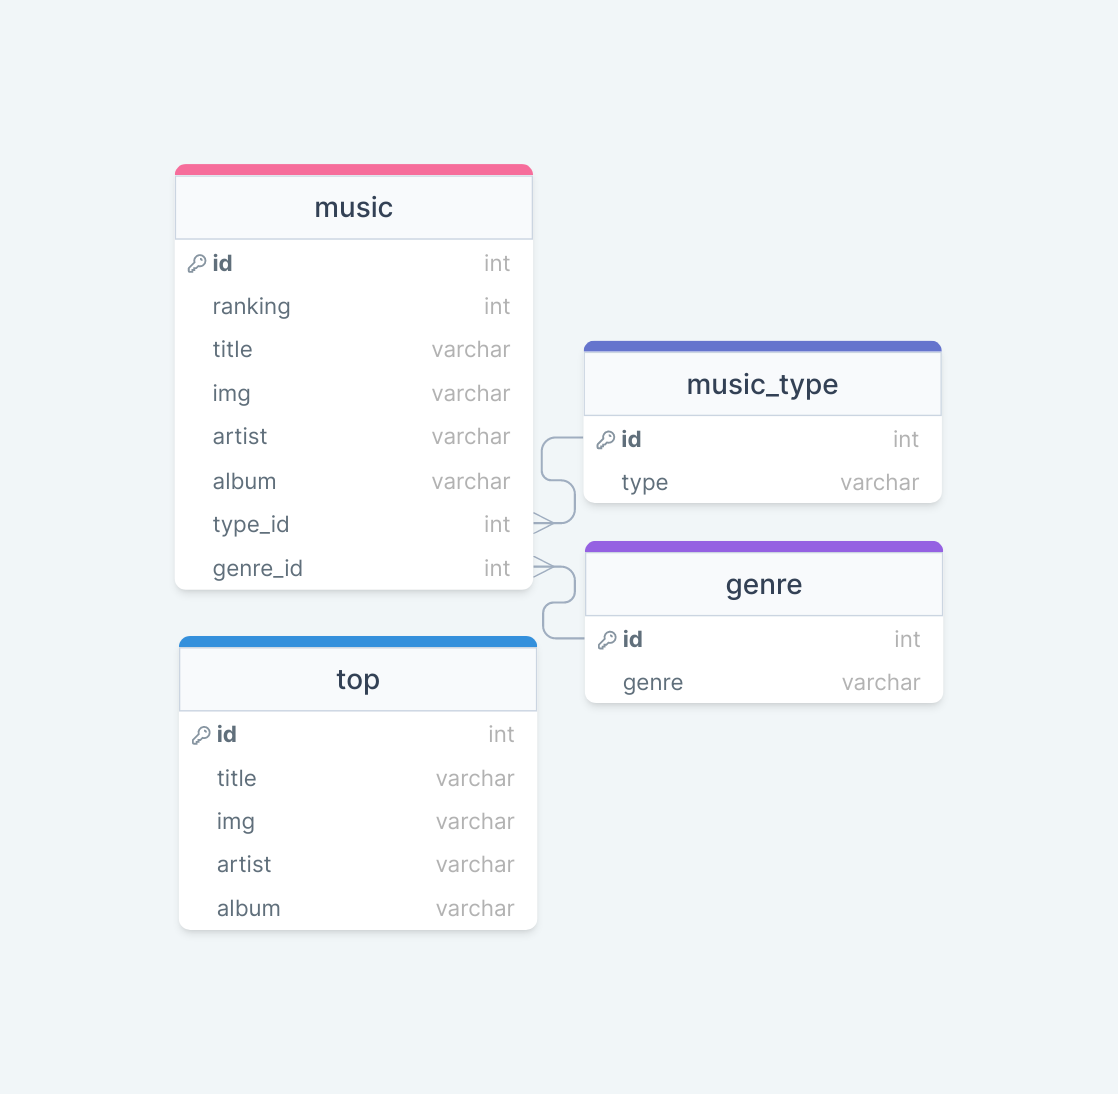 music
id int
ranking int
title varchar
img varchar
artist varchar
album varchar
type_id int
genre_id int
music_type
id int
type varchar
genre
id int
genre varchar
top
id int
title varchar
img varchar
artist varchar
album varchar